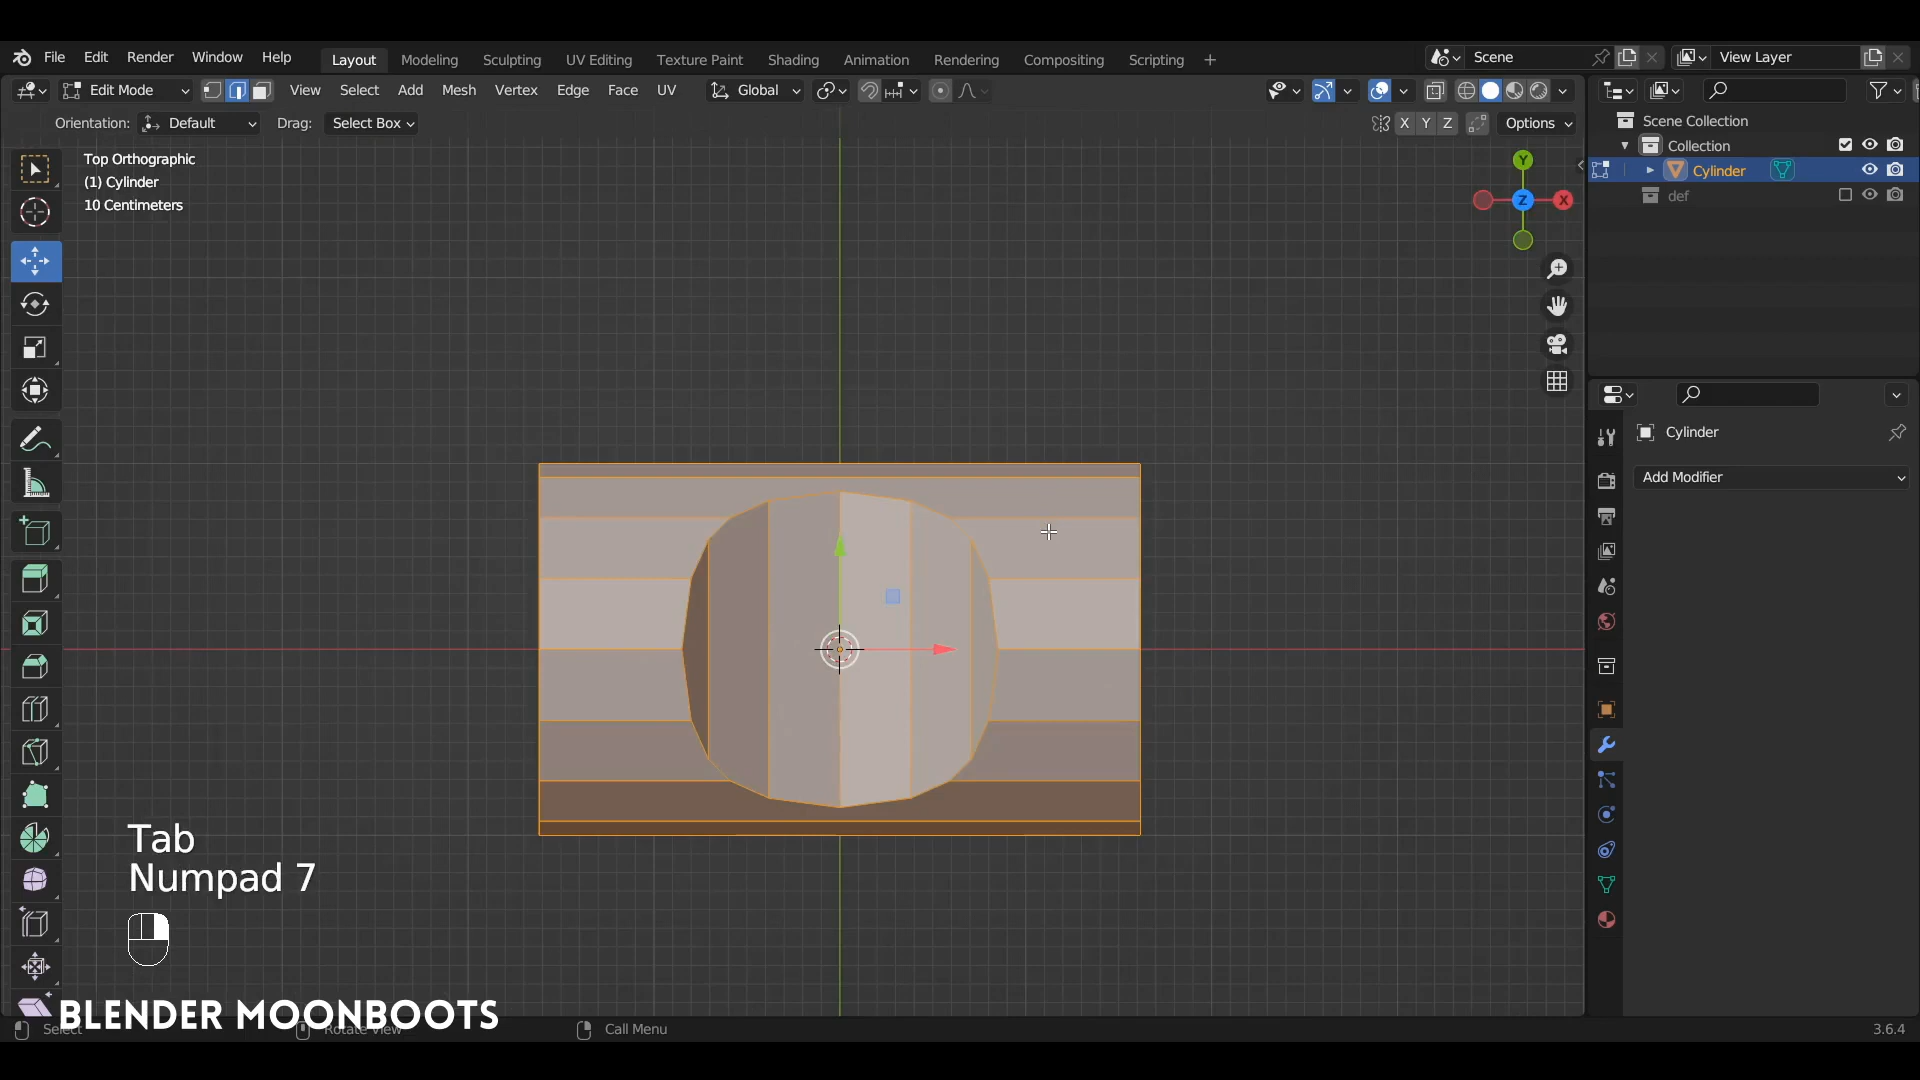 File Edit Render Window Help Layout Modeling Sculpting UV Editing Texture Paint Shading Animation Rendering Compositing Scripting + Scene View Layer
Edit Mode View Select Add Mesh Vertex Edge Face UV Global
Orientation: Default Drag: Select Box X Y Z Options
Top Orthographic
(1) Cylinder
10 Centimeters
Y
Z X
Scene Collection
Collection
Cylinder
def
Cylinder
Add Modifier
Tab
Numpad 7
BLENDER MOONBOOTS
Select Rotate View Call Menu 3.6.4